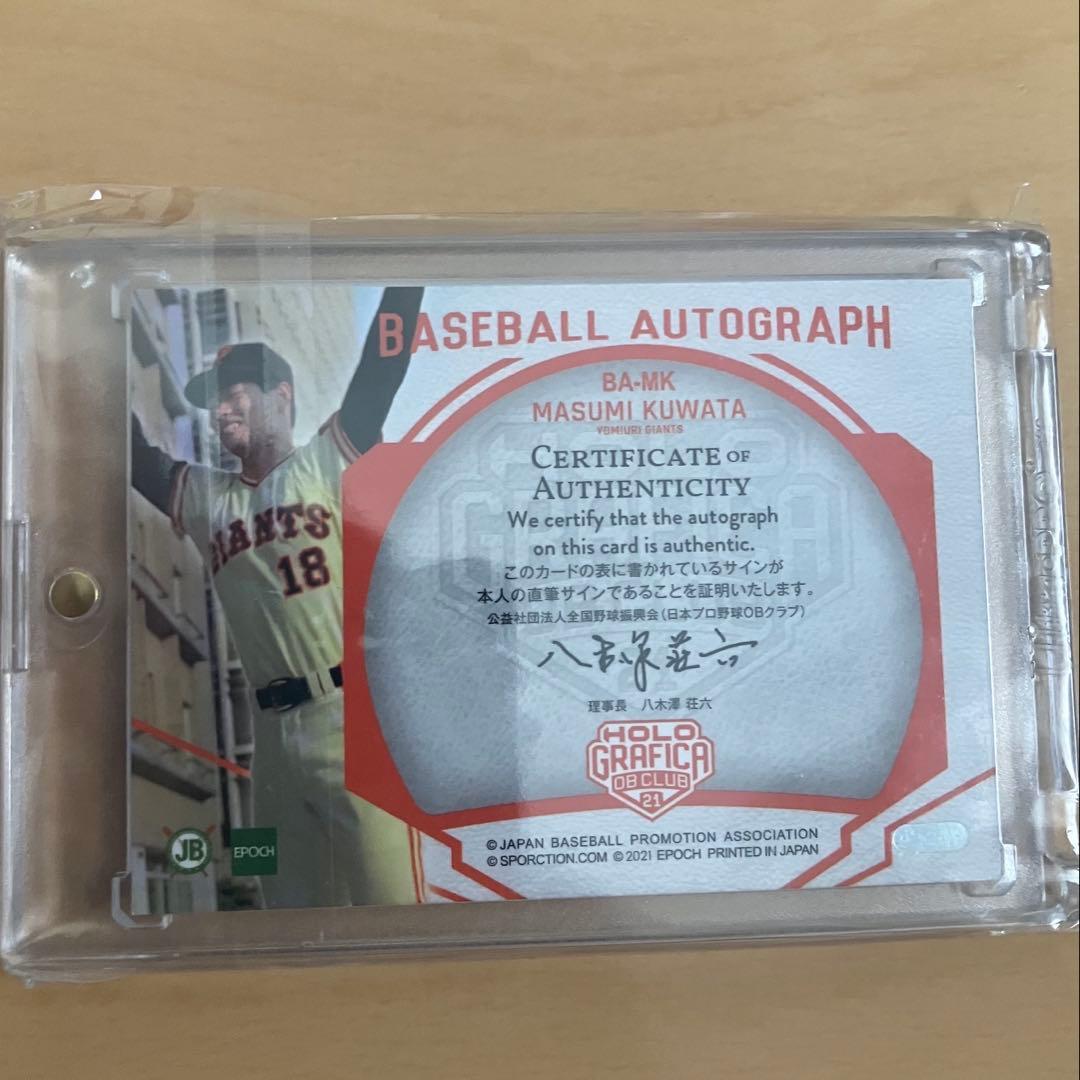 BASEBALL AUTOGRAPH
BA-MK
MASUMI KUWATA
YOMIURI GIANTS
CERTIFICATE OF
AUTHENTICITY
We certify that the autograph
on this card is authentic.
このカードの表に書かれているサインが
本人の直筆サインであることを証明いたします。
公益社団法人全国野球振興会(日本プロ野球OBクラブ)
八木澤荘六
理事長 八木澤 荘六
HOLO
GRAFICA
OB CLUB
21
GIANTS
18
JB
EPOCH
©JAPAN BASEBALL PROMOTION ASSOCIATION
©SPORCTION.COM ©2021 EPOCH PRINTED IN JAPAN